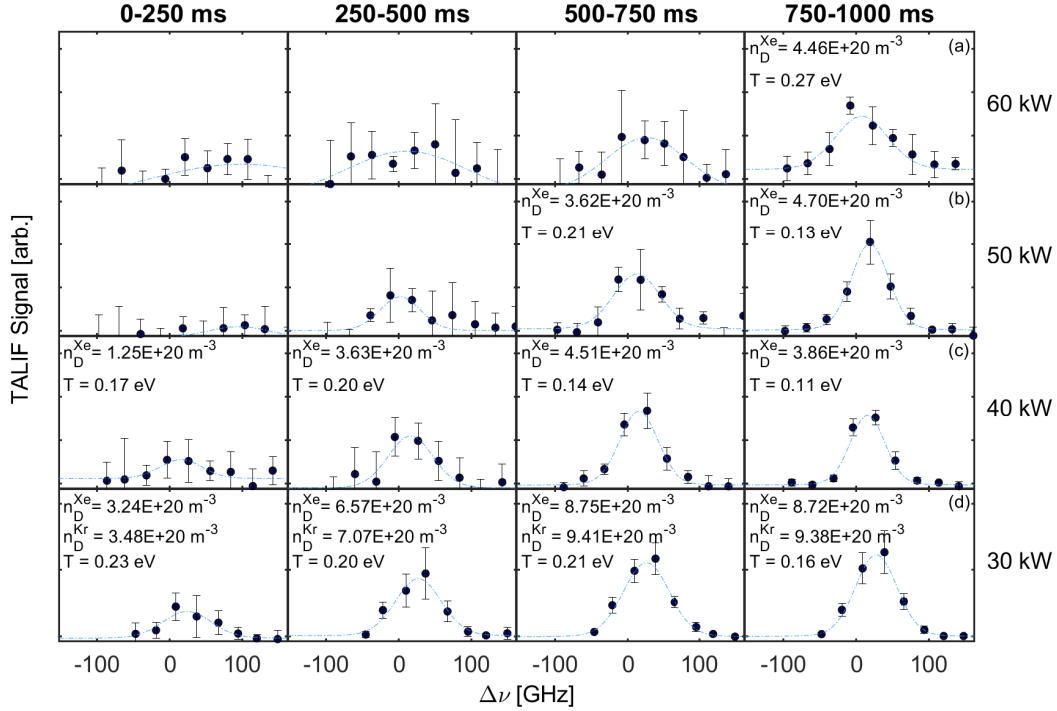 0-250 ms 250-500 ms 500-750 ms 750-1000 ms
n_D^Xe = 4.46E+20 m^-3 (a)
T = 0.27 eV
60 kW
n_D^Xe = 3.62E+20 m^-3 n_D^Xe = 4.70E+20 m^-3 (b)
T = 0.21 eV T = 0.13 eV
50 kW
TALIF Signal [arb.]
n_D^Xe = 1.25E+20 m^-3 n_D^Xe = 3.63E+20 m^-3 n_D^Xe = 4.51E+20 m^-3 n_D^Xe = 3.86E+20 m^-3 (c)
T = 0.17 eV T = 0.20 eV T = 0.14 eV T = 0.11 eV
40 kW
n_D^Xe = 3.24E+20 m^-3 n_D^Xe = 6.57E+20 m^-3 n_D^Xe = 8.75E+20 m^-3 n_D^Xe = 8.72E+20 m^-3 (d)
n_D^Kr = 3.48E+20 m^-3 n_D^Kr = 7.07E+20 m^-3 n_D^Kr = 9.41E+20 m^-3 n_D^Kr = 9.38E+20 m^-3
T = 0.23 eV T = 0.20 eV T = 0.21 eV T = 0.16 eV
30 kW
-100 0 100 -100 0 100 -100 0 100 -100 0 100
Δν [GHz]